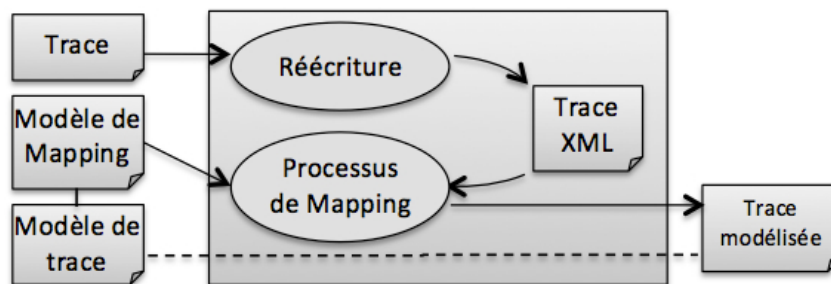 Trace
Réécriture
Trace
XML
Modèle de
Mapping
Processus
de Mapping
Modèle de
trace
Trace
modélisée